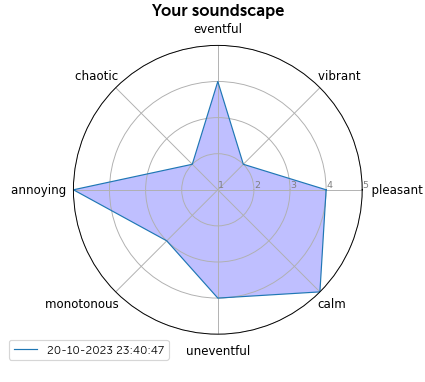 Your soundscape
eventful
chaotic
vibrant
annoying
1 2 3 4 5
pleasant
monotonous
calm
uneventful
20-10-2023 23:40:47